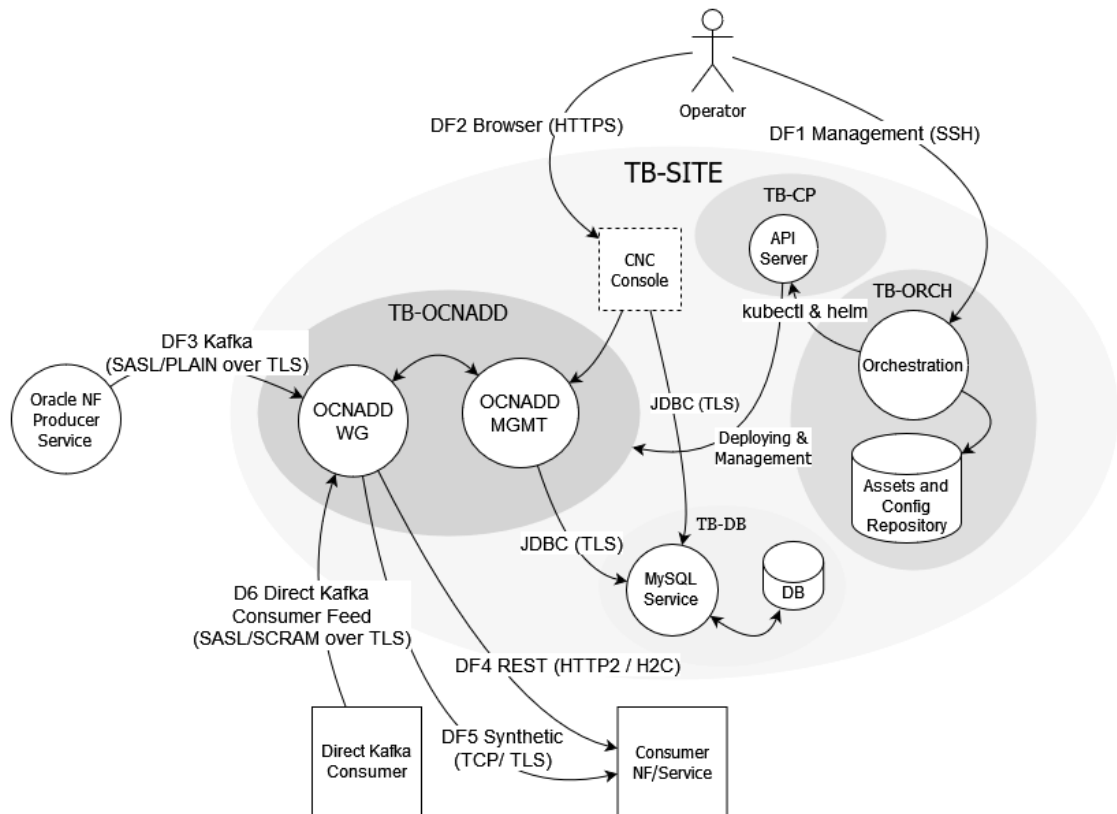 Operator
DF2 Browser (HTTPS)
DF1 Management (SSH)
TB-SITE
TB-CP
API
Server
CNC
Console
TB-ORCH
kubectl & helm
Orchestration
TB-OCNADD
DF3 Kafka
(SASL/PLAIN over TLS)
Oracle NF
Producer
Service
OCNADD
WG
OCNADD
MGMT
JDBC (TLS)
Deploying &
Management
Assets and
Config
Repository
TB-DB
JDBC (TLS)
MySQL
Service
DB
D6 Direct Kafka
Consumer Feed
(SASL/SCRAM over TLS)
DF4 REST (HTTP2 / H2C)
DF5 Synthetic
(TCP/ TLS)
Direct Kafka
Consumer
Consumer
NF/Service